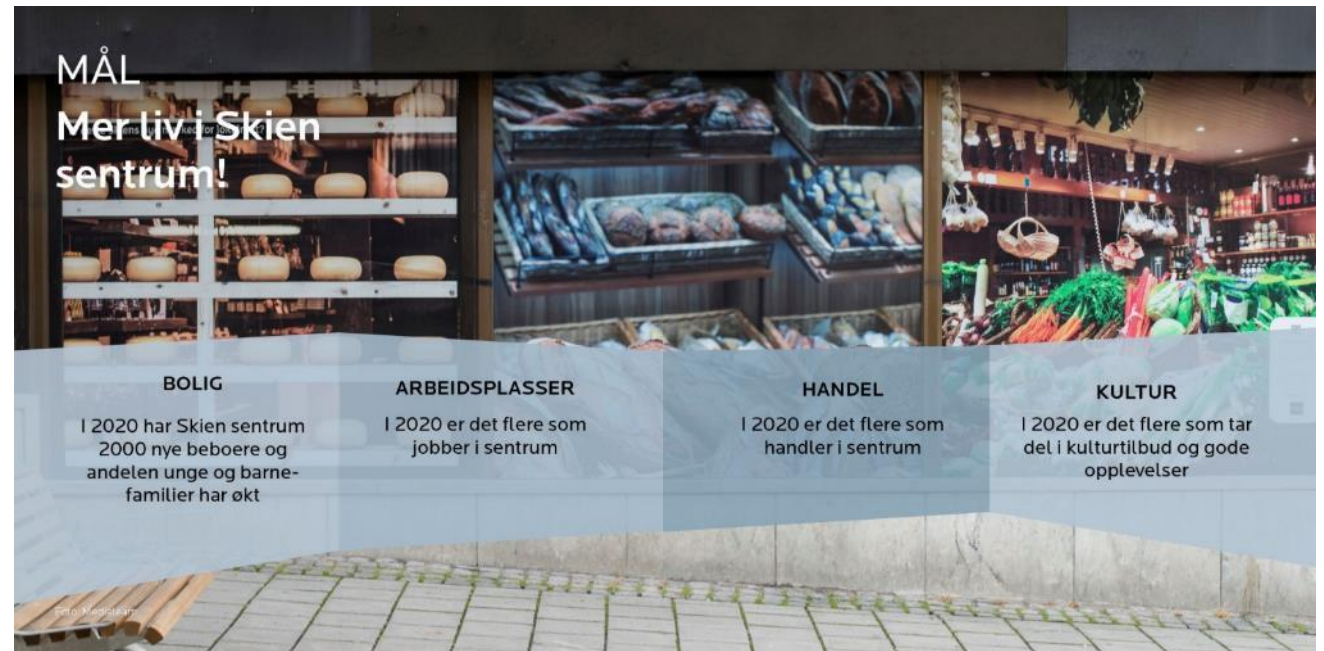 MÅL
Mer liv i Skien
sentrum!
BOLIG
I 2020 har Skien sentrum
2000 nye beboere og
andelen unge og barne-
familier har økt
ARBEIDSPLASSER
I 2020 er det flere som
jobber i sentrum
HANDEL
I 2020 er det flere som
handler i sentrum
KULTUR
I 2020 er det flere som tar
del i kulturtilbud og gode
opplevelser
Foto: Mediateam